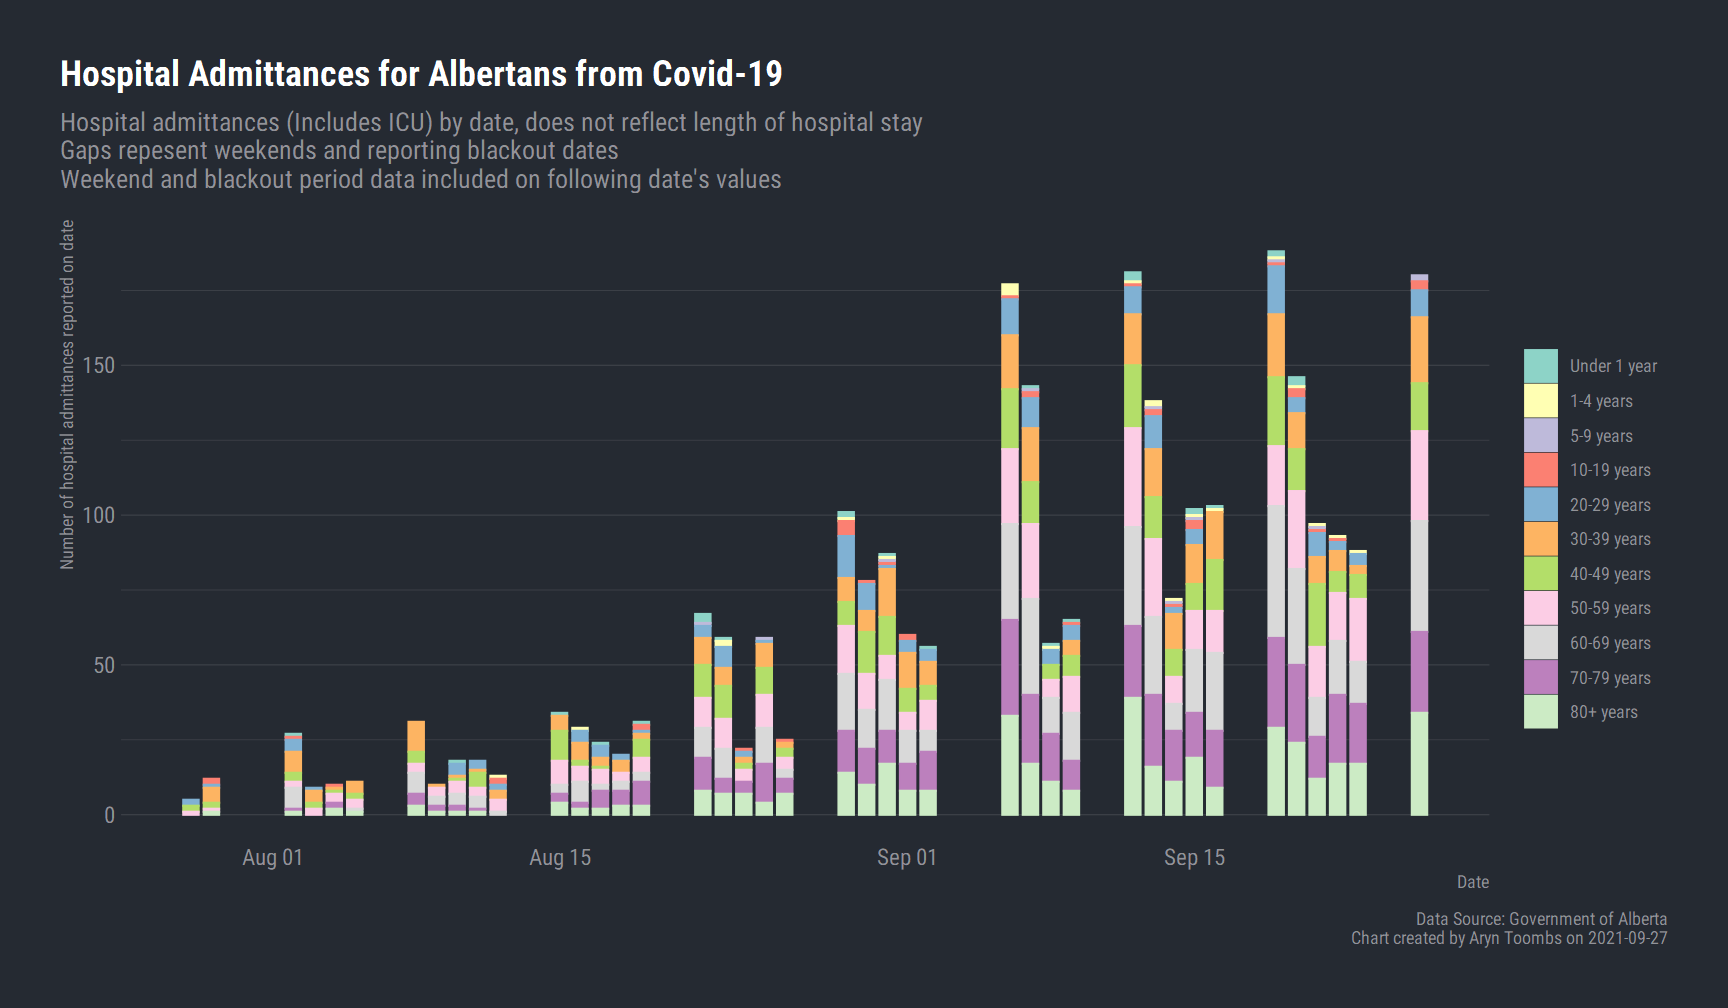 Hospital Admittances for Albertans from Covid-19
Hospital admittances (Includes ICU) by date, does not reflect length of hospital stay
Gaps repesent weekends and reporting blackout dates
Weekend and blackout period data included on following date's values
Number of hospital admittances reported on date
150
100
50
0
Aug 01
Aug 15
Sep 01
Sep 15
Date
Under 1 year
1-4 years
5-9 years
10-19 years
20-29 years
30-39 years
40-49 years
50-59 years
60-69 years
70-79 years
80+ years
Data Source: Government of Alberta
Chart created by Aryn Toombs on 2021-09-27